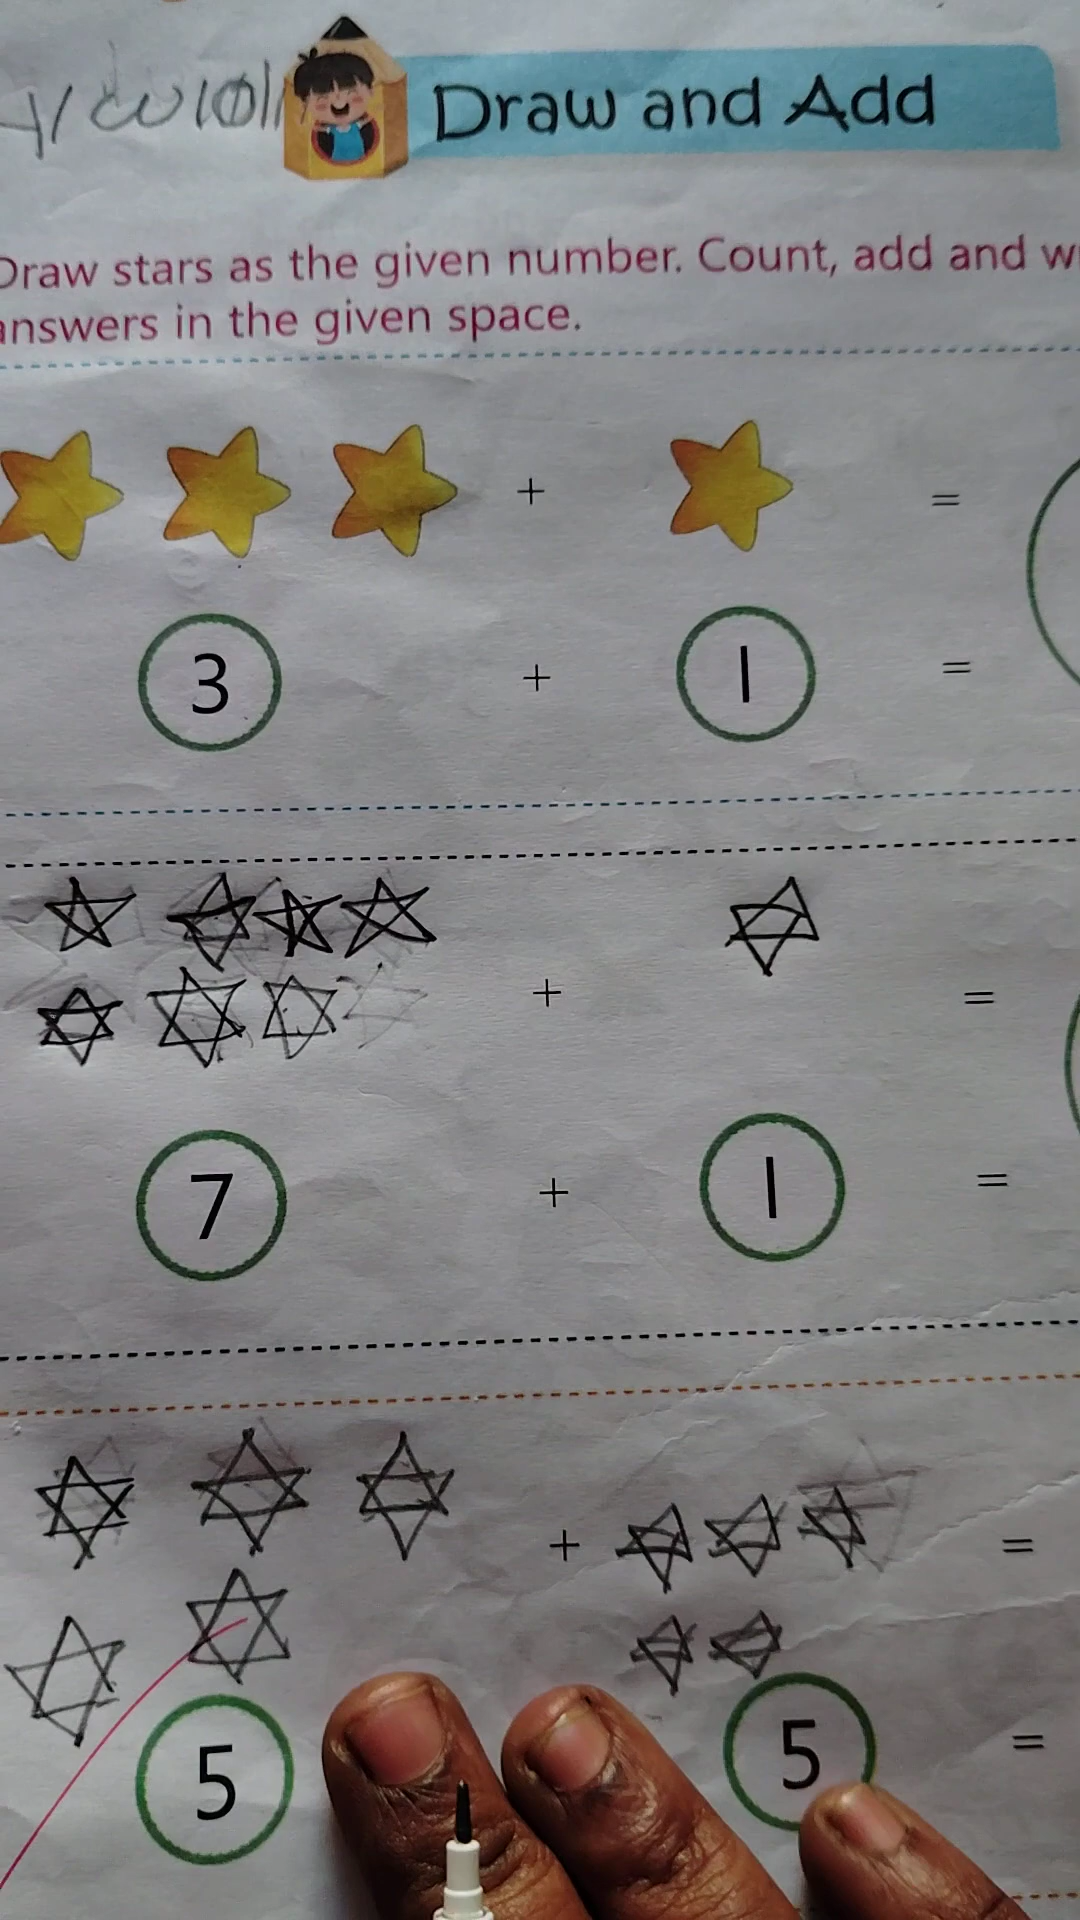 Draw and Add
Draw stars as the given number. Count, add and
answers in the given space.
+ =
3 + 1 =
+ =
7 + 1 =
+ =
5 5 =